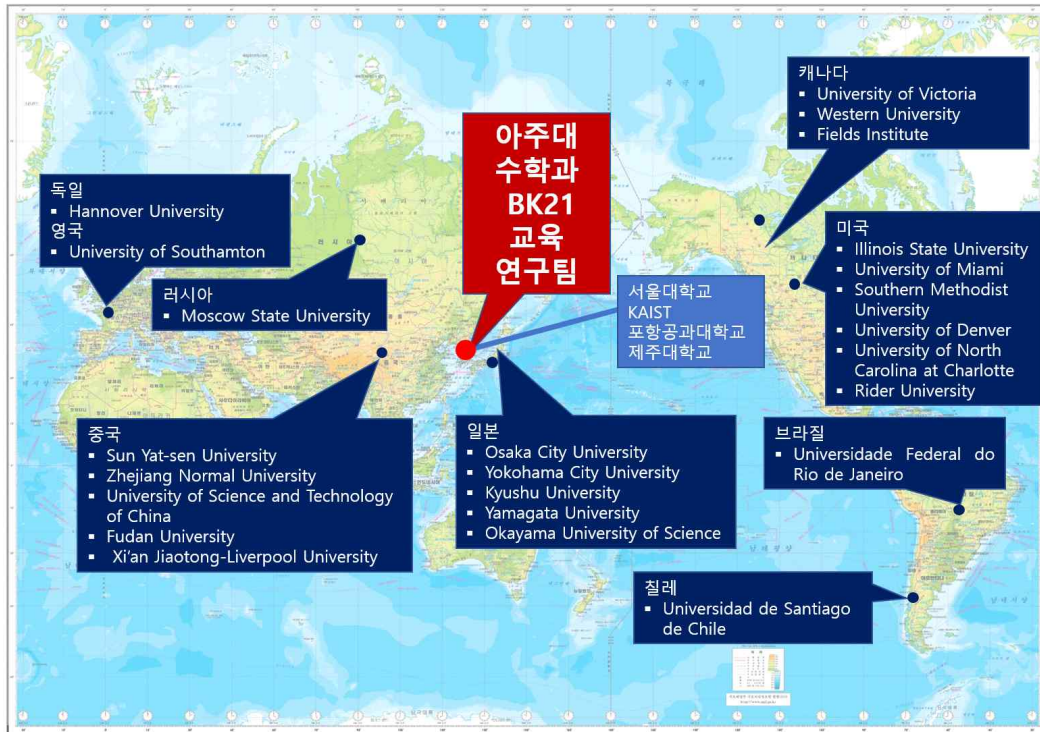 아주대
수학과
BK21
교육
연구팀
캐나다
▪ University of Victoria
▪ Western University
▪ Fields Institute
독일
▪ Hannover University
영국
▪ University of Southamton
러시아
▪ Moscow State University
미국
▪ Illinois State University
▪ University of Miami
▪ Southern Methodist
University
▪ University of Denver
▪ University of North
Carolina at Charlotte
▪ Rider University
서울대학교
KAIST
포항공과대학교
제주대학교
중국
▪ Sun Yat-sen University
▪ Zhejiang Normal University
▪ University of Science and Technology
of China
▪ Fudan University
▪ Xi'an Jiaotong-Liverpool University
일본
▪ Osaka City University
▪ Yokohama City University
▪ Kyushu University
▪ Yamagata University
▪ Okayama University of Science
브라질
▪ Universidade Federal do
Rio de Janeiro
칠레
▪ Universidad de Santiago
de Chile